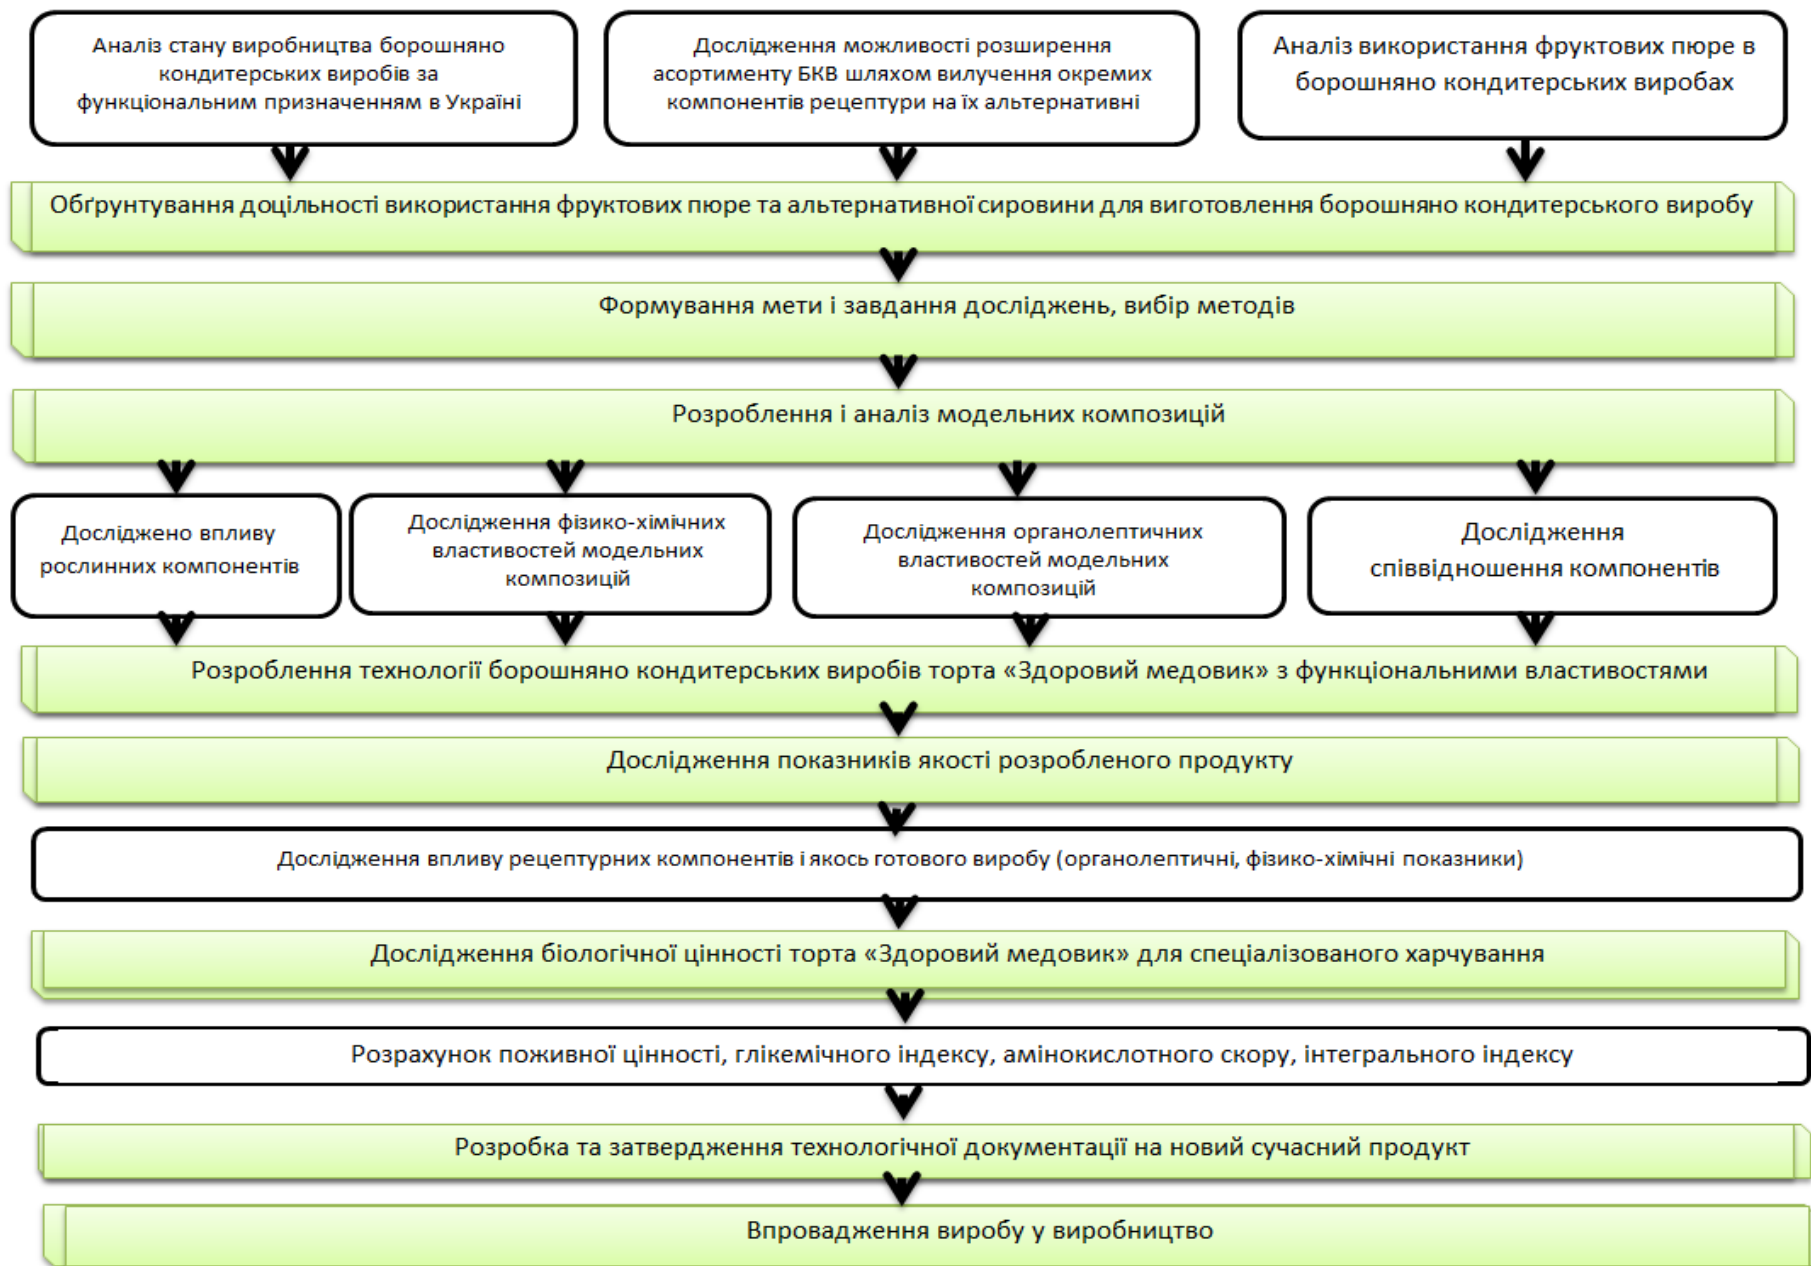 Аналіз стану виробництва борошняно
кондитерських виробів за
функціональним призначенням в Україні
Дослідження можливості розширення
асортименту БКВ шляхом вилучення окремих
компонентів рецептури на їх альтернативні
Аналіз використання фруктових пюре в
борошняно кондитерських виробах
Обґрунтування доцільності використання фруктових пюре та альтернативної сировини для виготовлення борошняно кондитерського виробу
Формування мети і завдання досліджень, вибір методів
Розроблення і аналіз модельних композицій
Досліджено впливу
рослинних компонентів
Дослідження фізико-хімічних
властивостей модельних
композицій
Дослідження органолептичних
властивостей модельних
композицій
Дослідження
співвідношення компонентів
Розроблення технології борошняно кондитерських виробів торта «Здоровий медовик» з функціональними властивостями
Дослідження показників якості розробленого продукту
Дослідження впливу рецептурних компонентів і якось готового виробу (органолептичні, фізико-хімічні показники)
Дослідження біологічної цінності торта «Здоровий медовик» для спеціалізованого харчування
Розрахунок поживної цінності, глікемічного індексу, амінокислотного скору, інтегрального індексу
Розробка та затвердження технологічної документації на новий сучасний продукт
Впровадження виробу у виробництво